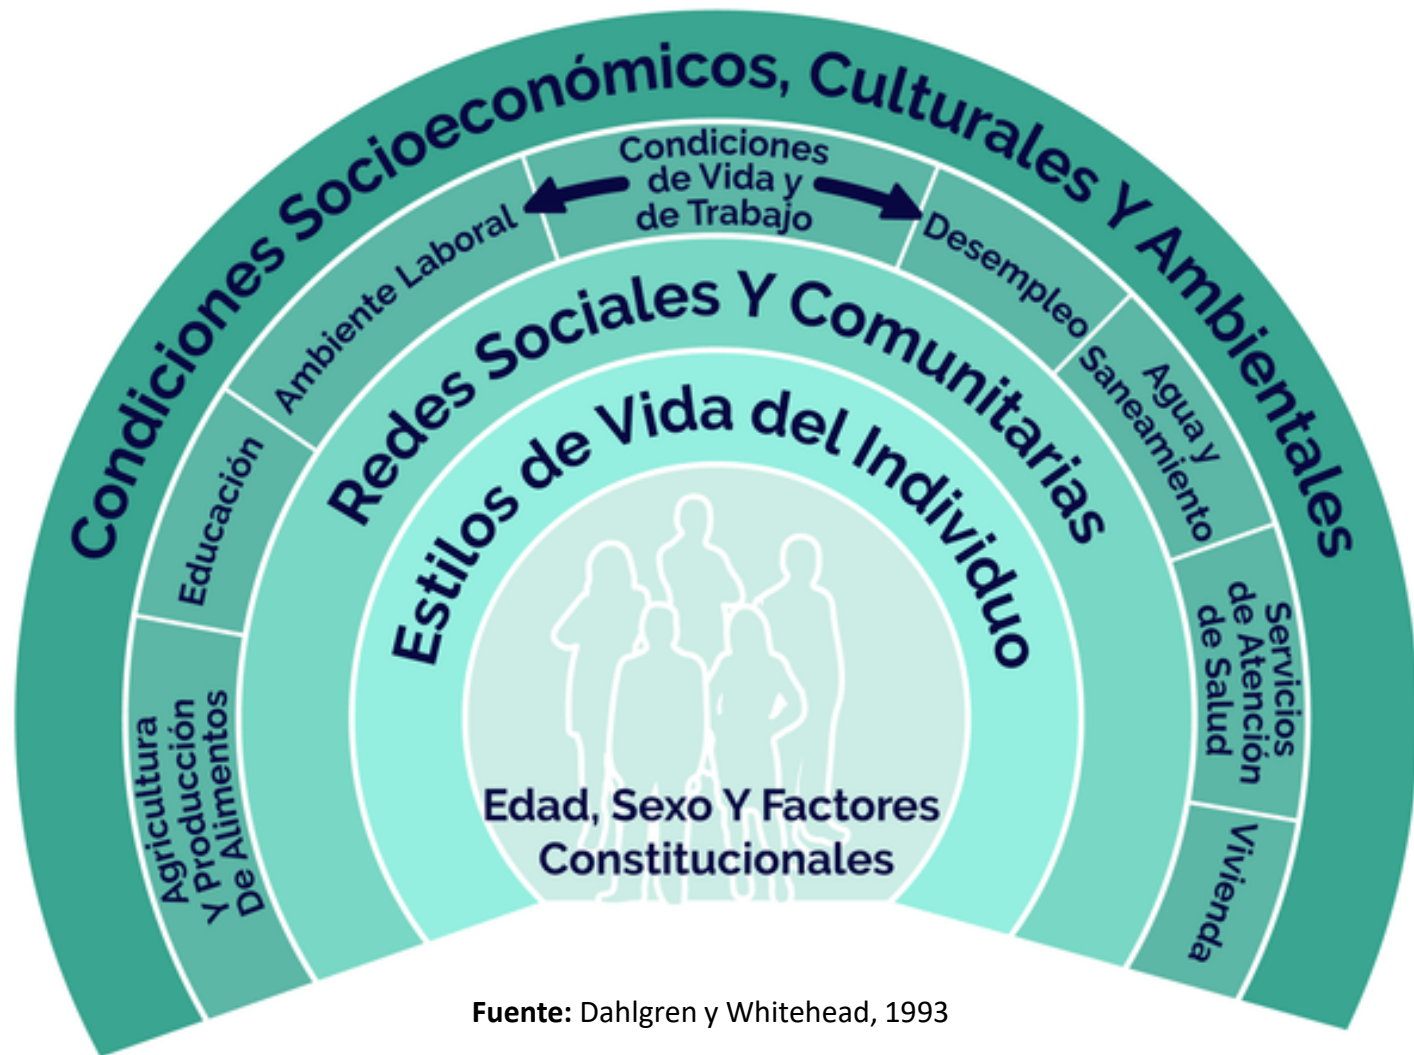 Condiciones Socioeconómicos, Culturales Y Ambientales
Condiciones
de Vida y
de Trabajo
Agricultura
Y Producción
De Alimentos
Educación
Ambiente Laboral
Desempleo
Agua y
Saneamiento
Servicios
de Atención
de Salud
Vivienda
Redes Sociales Y Comunitarias
Estilos de Vida del Individuo
Edad, Sexo Y Factores
Constitucionales
Fuente: Dahlgren y Whitehead, 1993